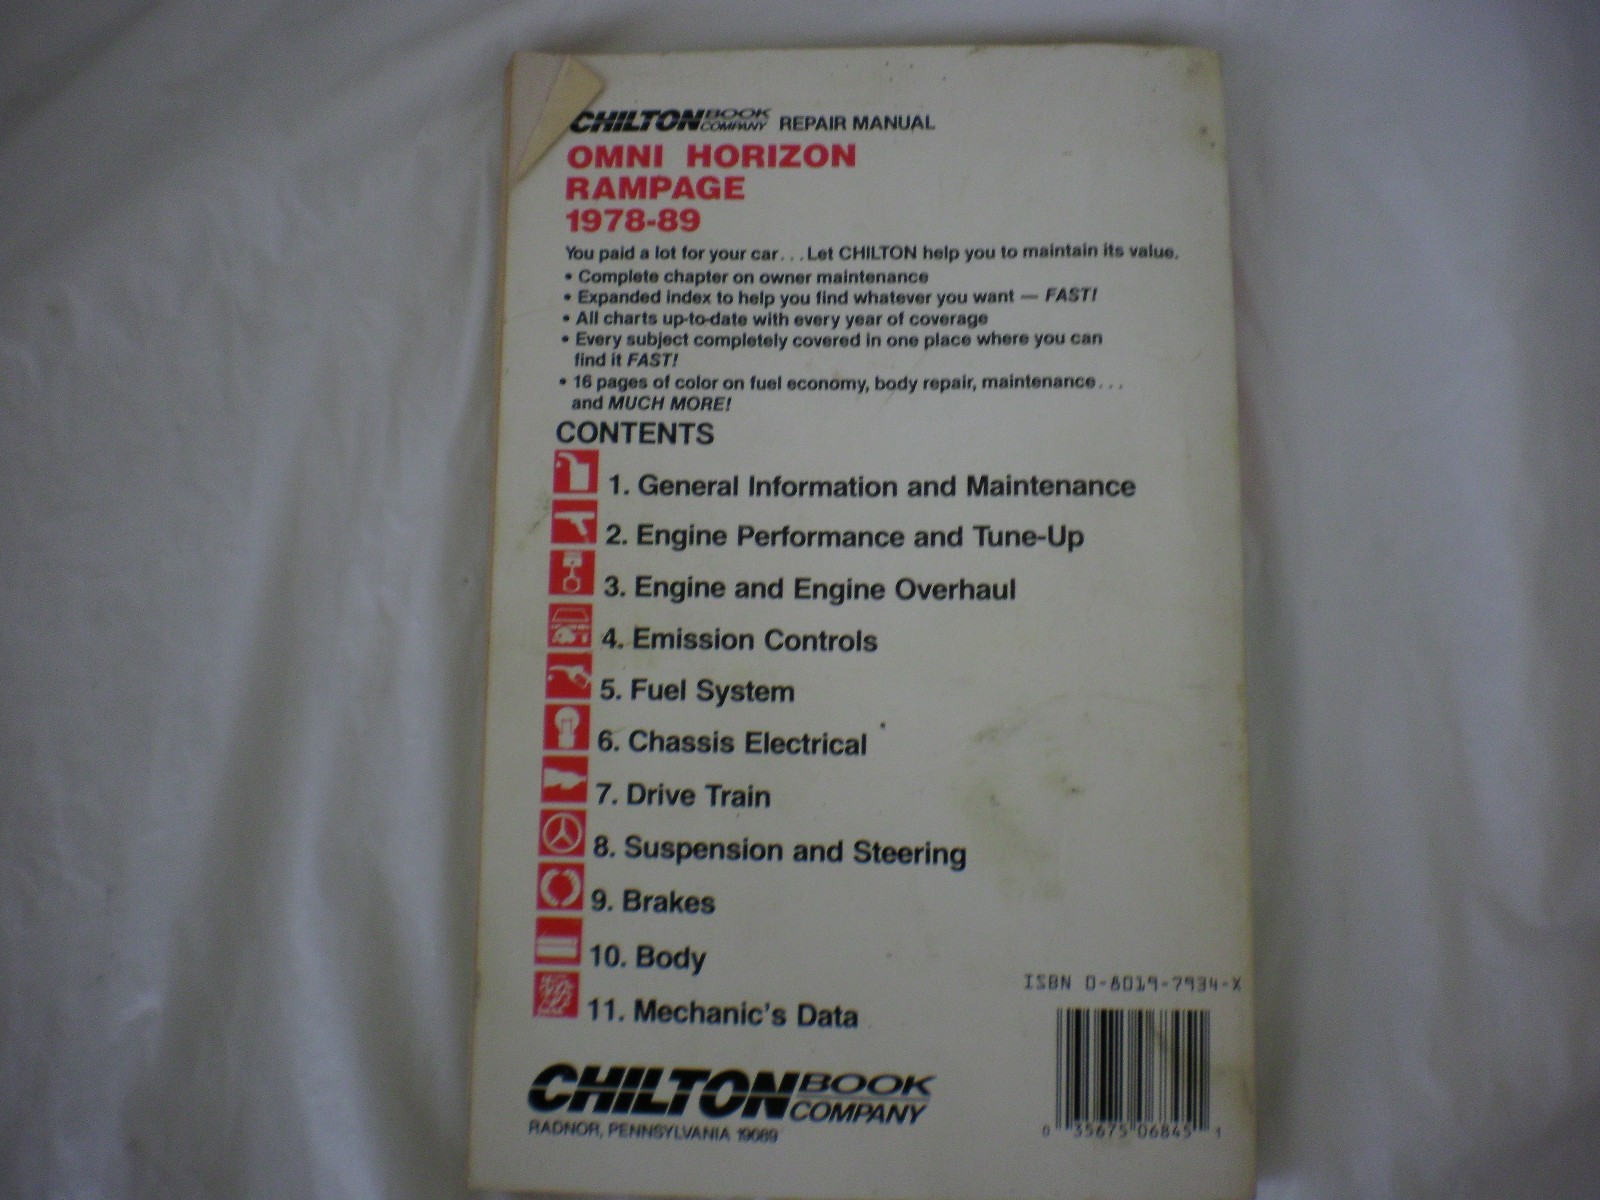 CHILTON BOOK COMPANY REPAIR MANUAL
OMNI HORIZON
RAMPAGE
1978-89
You paid a lot for your car...Let CHILTON help you to maintain its value.
• Complete chapter on owner maintenance
• Expanded index to help you find whatever you want — FAST!
• All charts up-to-date with every year of coverage
• Every subject completely covered in one place where you can
find it FAST!
• 16 pages of color on fuel economy, body repair, maintenance...
and MUCH MORE!
CONTENTS
1. General Information and Maintenance
2. Engine Performance and Tune-Up
3. Engine and Engine Overhaul
4. Emission Controls
5. Fuel System
6. Chassis Electrical
7. Drive Train
8. Suspension and Steering
9. Brakes
10. Body
11. Mechanic's Data
ISBN 0-8019-7934-X
CHILTON BOOK COMPANY
RADNOR, PENNSYLVANIA 19089
0 35675 06845 1